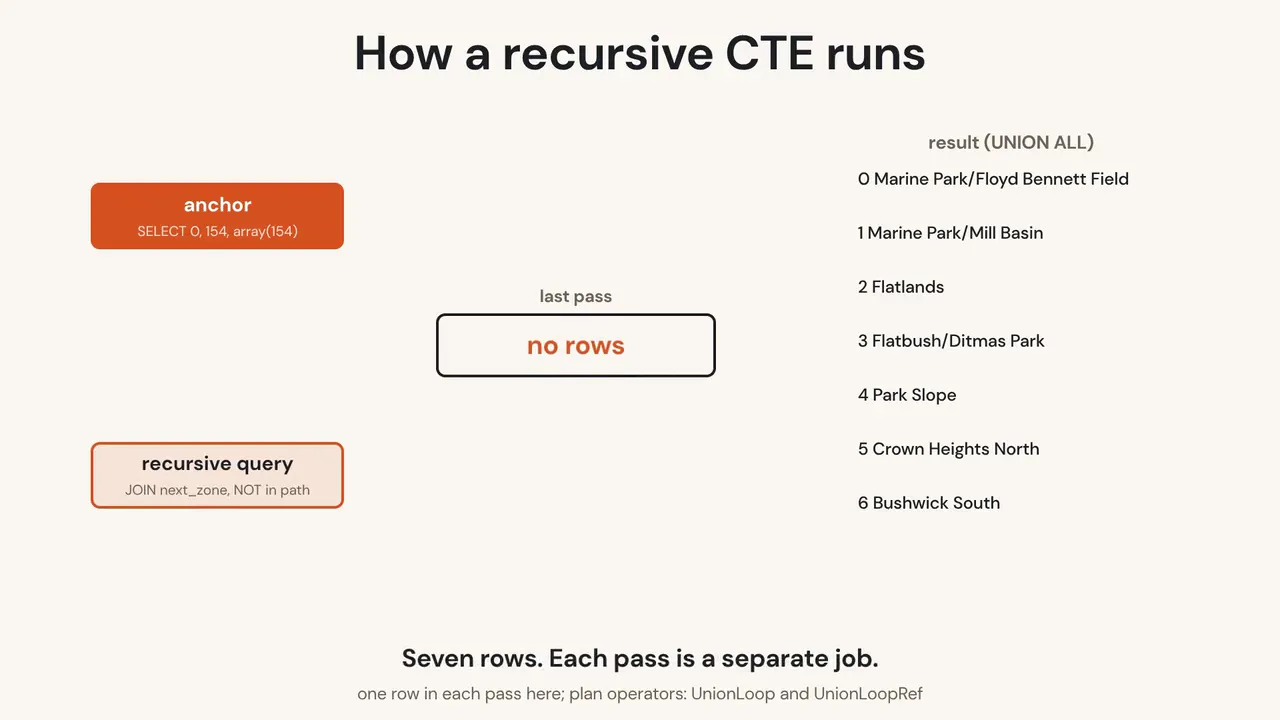 How a recursive CTE runs
anchor
SELECT 0, 154, array(154)
recursive query
JOIN next_zone, NOT in path
last pass
no rows
result (UNION ALL)
0 Marine Park/Floyd Bennett Field
1 Marine Park/Mill Basin
2 Flatlands
3 Flatbush/Ditmas Park
4 Park Slope
5 Crown Heights North
6 Bushwick South
Seven rows. Each pass is a separate job.
one row in each pass here; plan operators: UnionLoop and UnionLoopRef